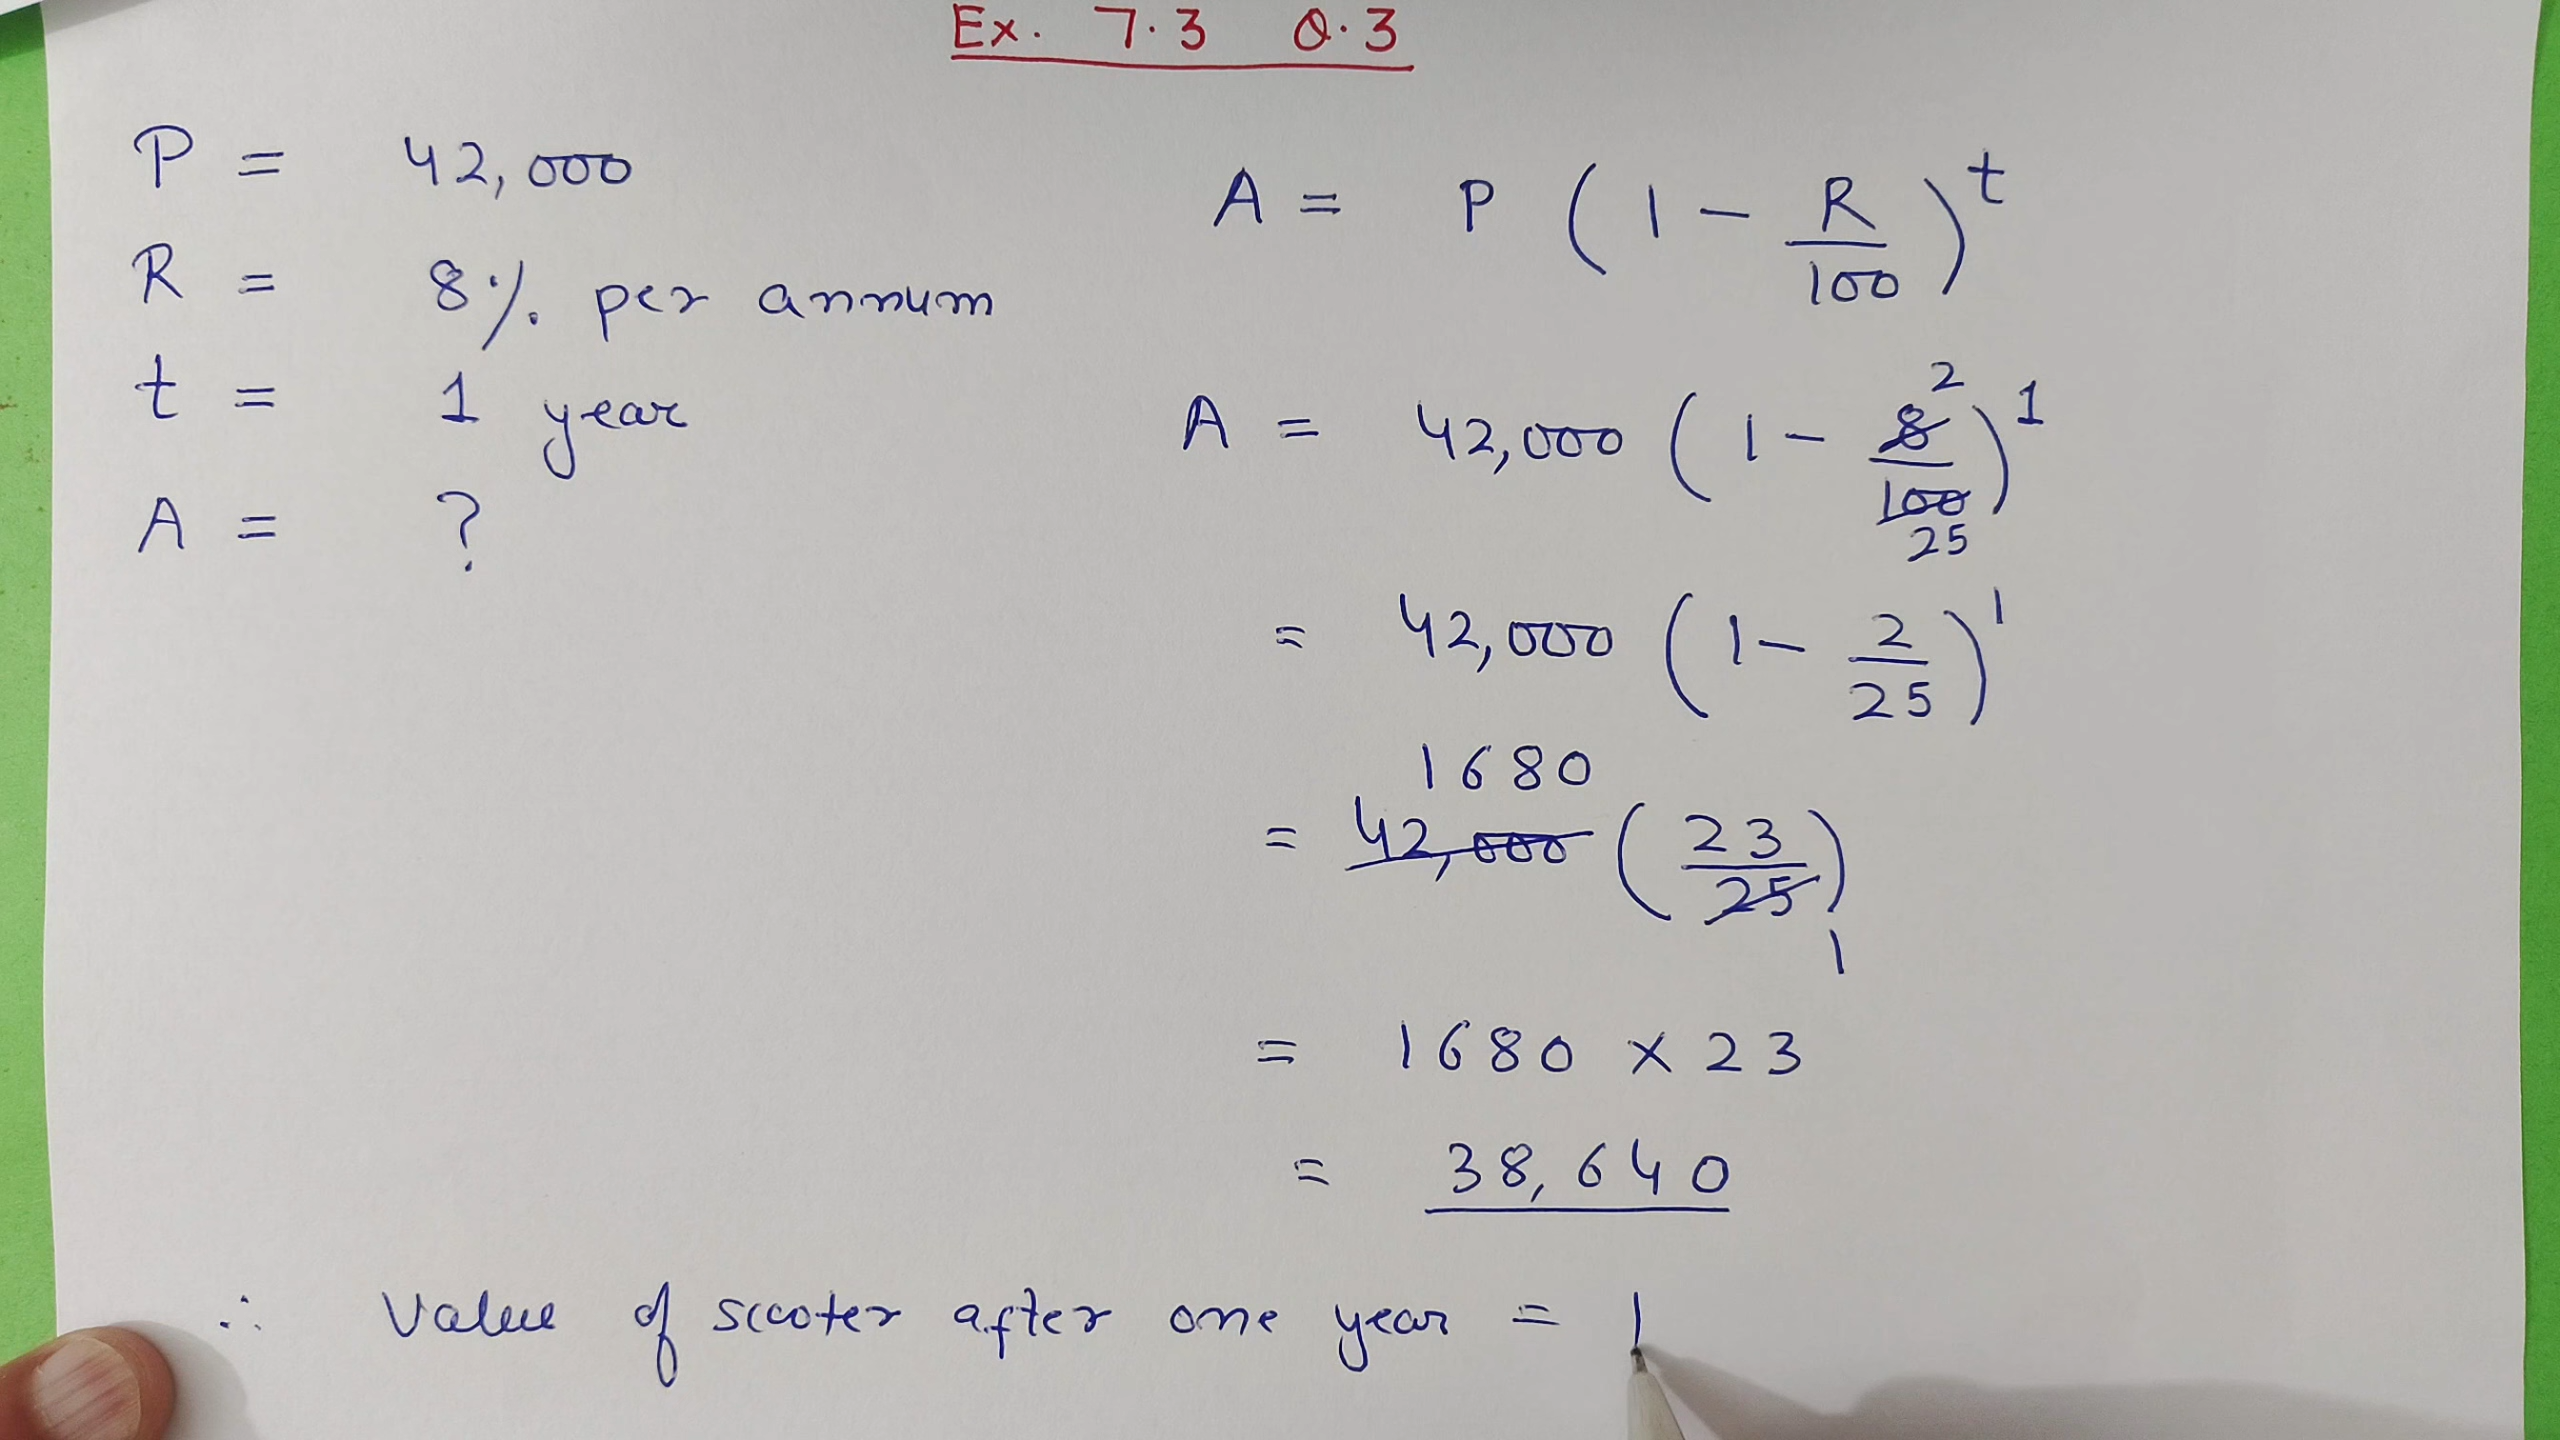 Ex. 7.3 Q.3
P = 42,000
R = 8% per annum
t = 1 year
A = ?
A = P ( 1 - R/100 )^t
A = 42,000 ( 1 - 8/100 )^1
2
25
= 42,000 ( 1 - 2/25 )^1
1680
= 42,000 ( 23/25 )
1
= 1680 × 23
= 38,640
∴ Value of scooter after one year =